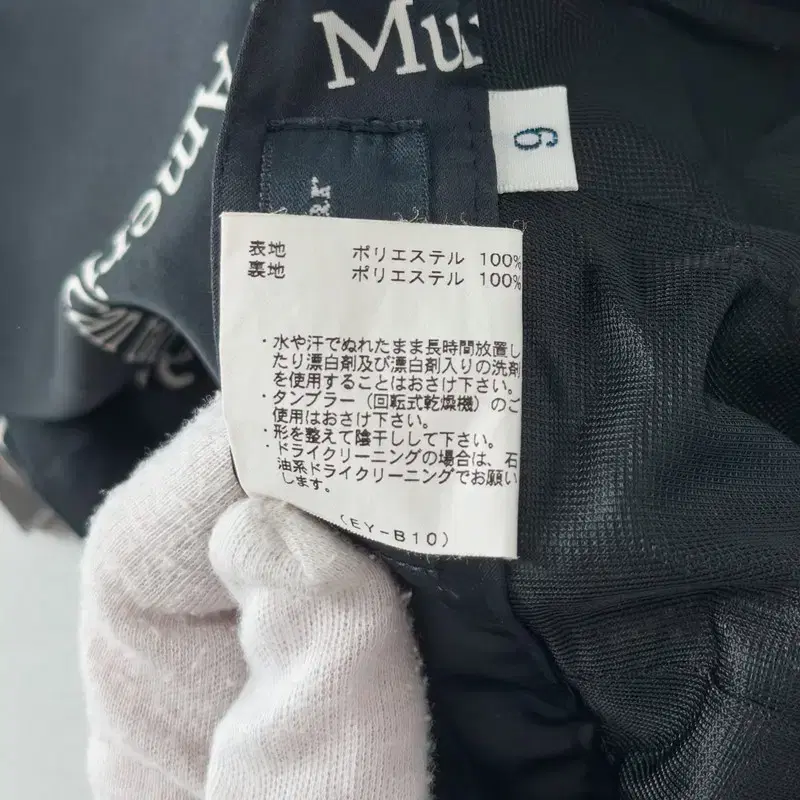 Mu
Amer
9
&K
表地 ポリエステル 100%
裏地 ポリエステル 100%
・水や汗でぬれたまま長時間放置し
たり漂白剤及び漂白剤入りの洗剤
を使用することはおさけ下さい。
・タンブラー(回転式乾燥機)のご
使用はおさけ下さい。
・形を整えて陰干しして下さい。
・ドライクリーニングの場合は、石
油系ドライクリーニングでお願い
します。
(EY-B10)